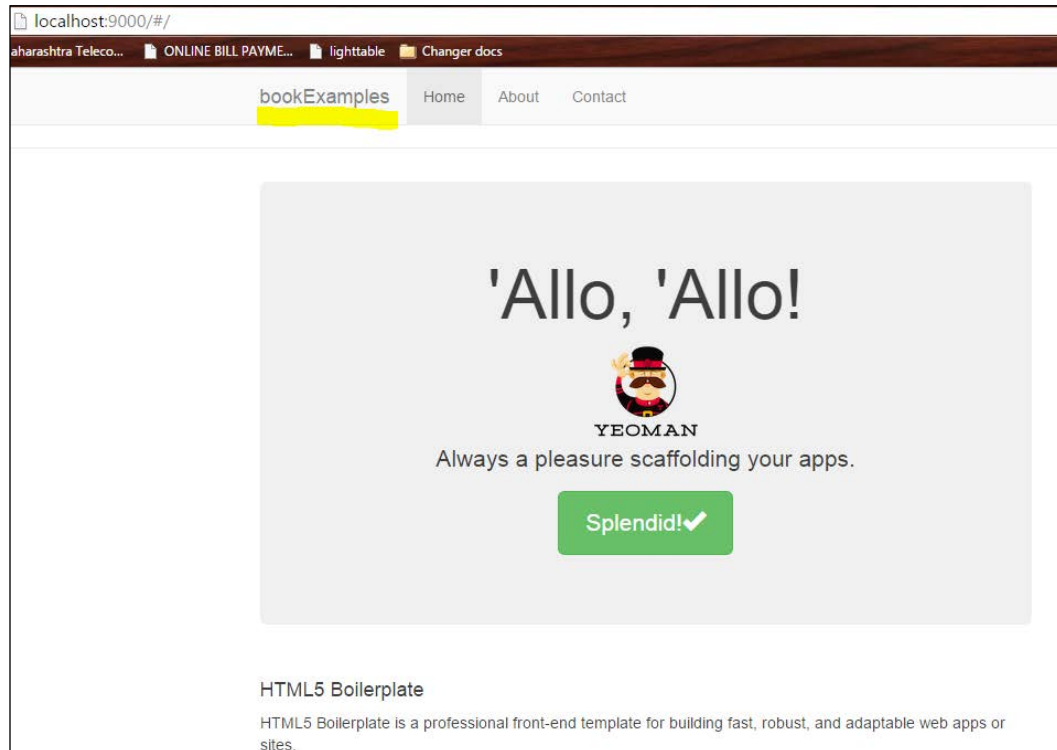 localhost:9000/#/
aharashtra Teleco... ONLINE BILL PAYME... lighttable Changer docs
bookExamples Home About Contact
'Allo, 'Allo!
YEOMAN
Always a pleasure scaffolding your apps.
Splendid!
HTML5 Boilerplate
HTML5 Boilerplate is a professional front-end template for building fast, robust, and adaptable web apps or
sites.